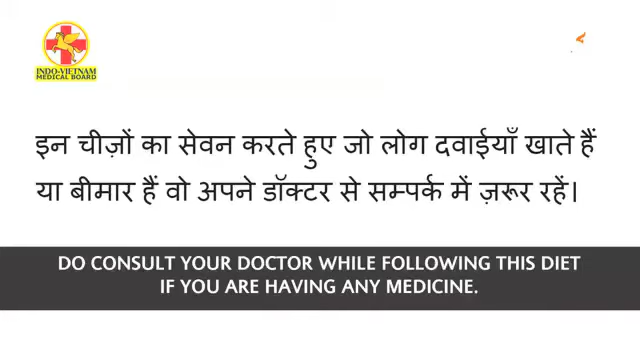 INDO-VIETNAM
MEDICAL BOARD
इन चीज़ों का सेवन करते हुए जो लोग दवाईयाँ खाते हैं
या बीमार हैं वो अपने डॉक्टर से सम्पर्क में ज़रूर रहें।
DO CONSULT YOUR DOCTOR WHILE FOLLOWING THIS DIET
IF YOU ARE HAVING ANY MEDICINE.